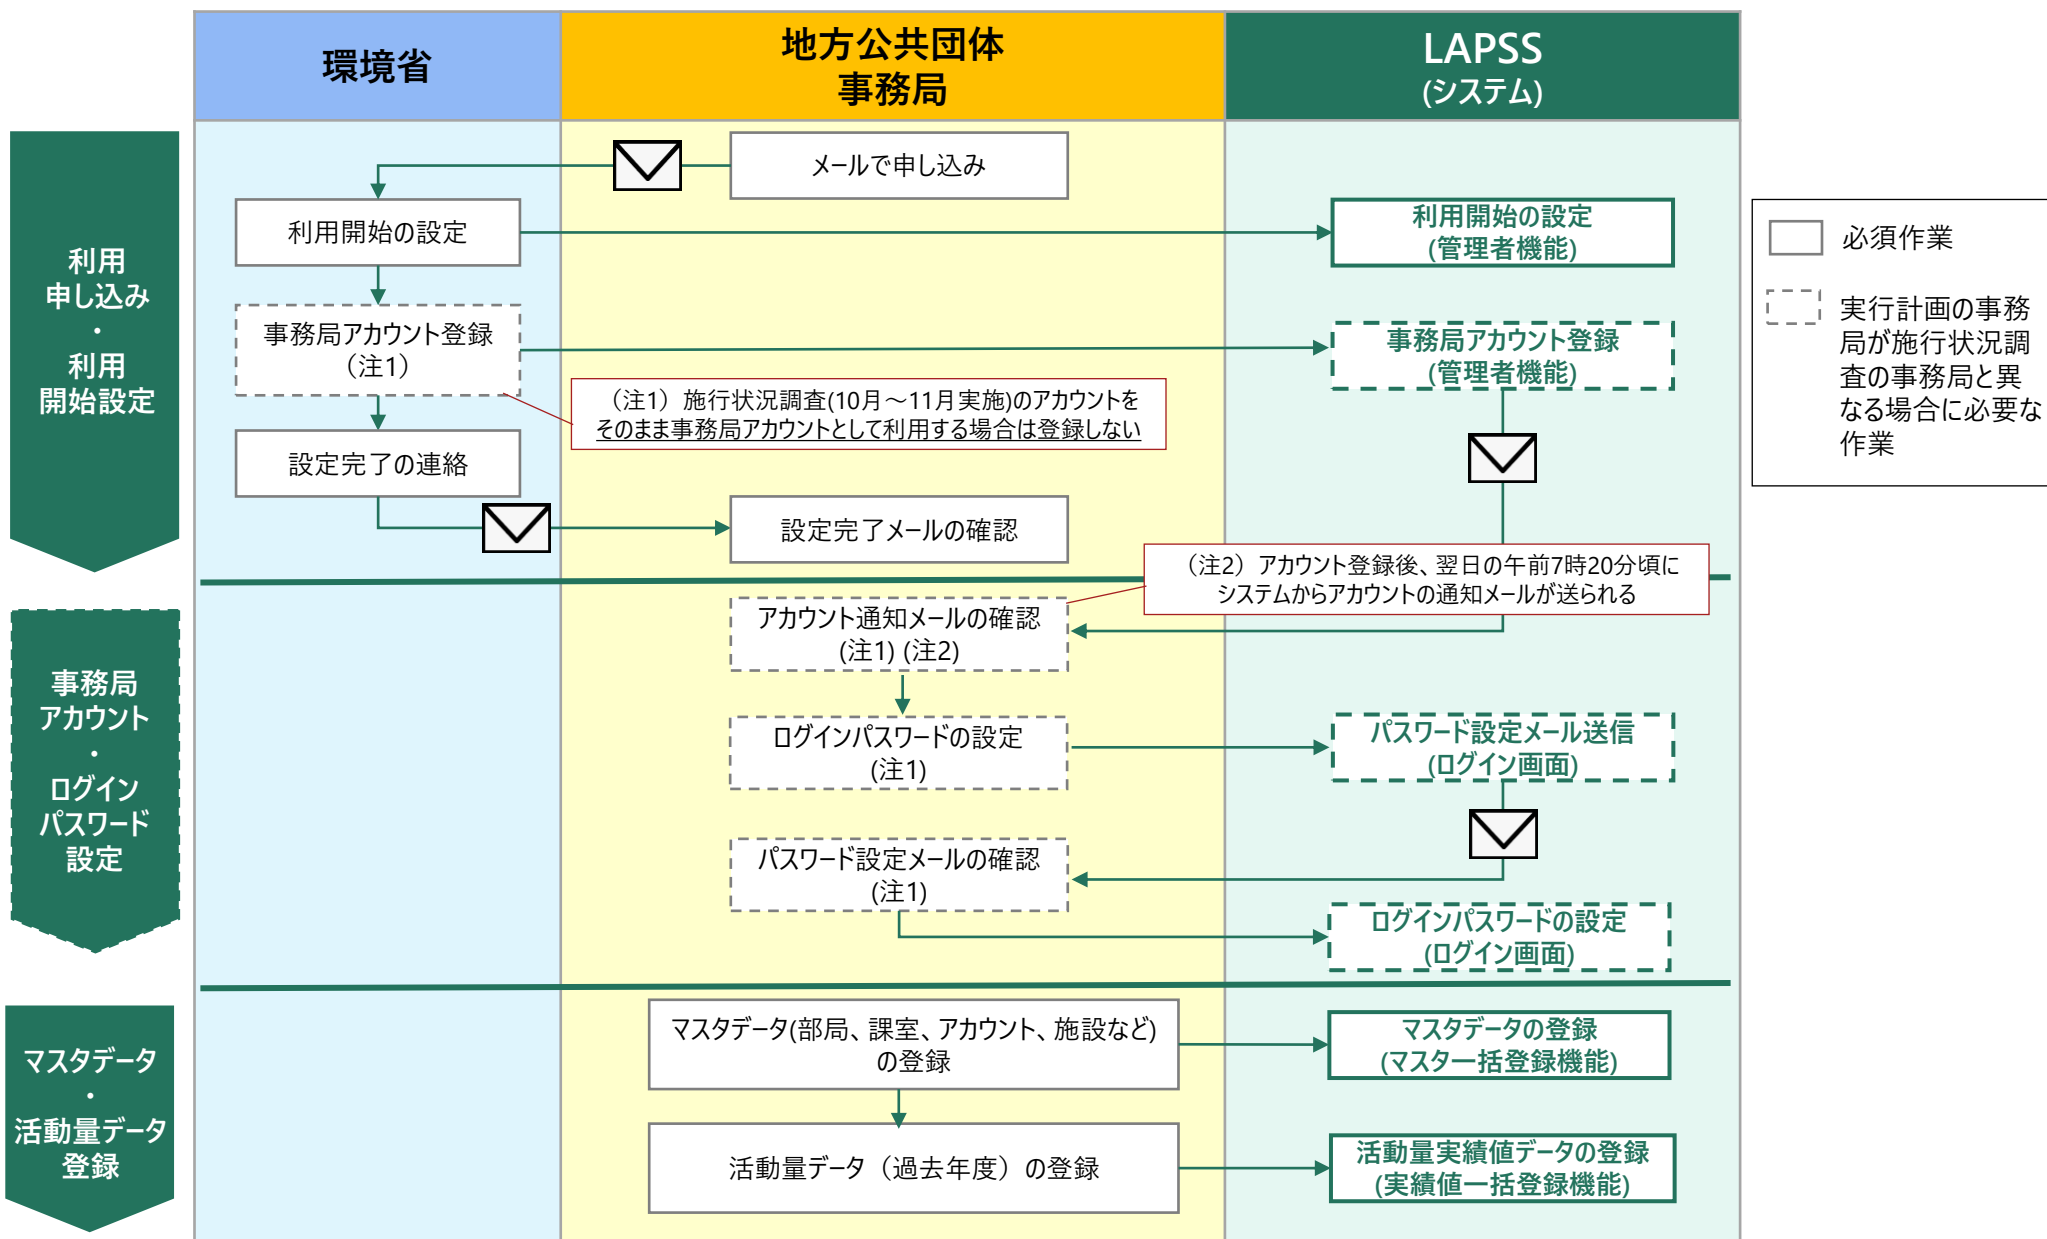 環境省
地方公共団体
事務局
LAPSS
(システム)
利用
申し込み
・
利用
開始設定
メールで申し込み
利用開始の設定
利用開始の設定
(管理者機能)
事務局アカウント登録
（注1）
事務局アカウント登録
(管理者機能)
（注1）施行状況調査(10月～11月実施)のアカウントを
そのまま事務局アカウントとして利用する場合は登録しない
設定完了の連絡
設定完了メールの確認
必須作業
実行計画の事務
局が施行状況調
査の事務局と異
なる場合に必要な
作業
事務局
アカウント
・
ログイン
パスワード
設定
（注2）アカウント登録後、翌日の午前7時20分頃に
システムからアカウントの通知メールが送られる
アカウント通知メールの確認
(注1) (注2)
ログインパスワードの設定
(注1)
パスワード設定メール送信
(ログイン画面)
パスワード設定メールの確認
(注1)
ログインパスワードの設定
(ログイン画面)
マスタデータ
・
活動量データ
登録
マスタデータ(部局、課室、アカウント、施設など)
の登録
マスタデータの登録
(マスター括登録機能)
活動量データ（過去年度）の登録
活動量実績値データの登録
(実績値一括登録機能)